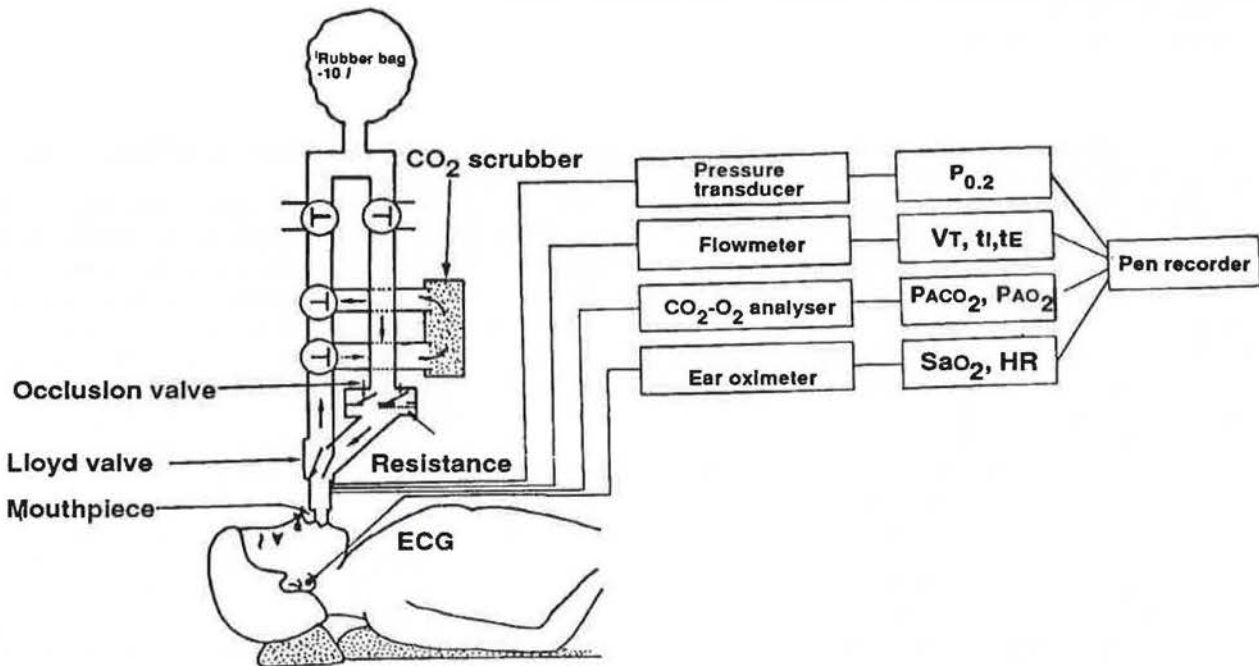 Rubber bag
-10 l
CO₂ scrubber
Pressure
transducer
P₀.₂
Flowmeter
VT, tI,tE
Pen recorder
CO₂-O₂ analyser
PACO₂, PAO₂
Ear oximeter
SaO₂, HR
Occlusion valve
Lloyd valve
Resistance
Mouthpiece
ECG